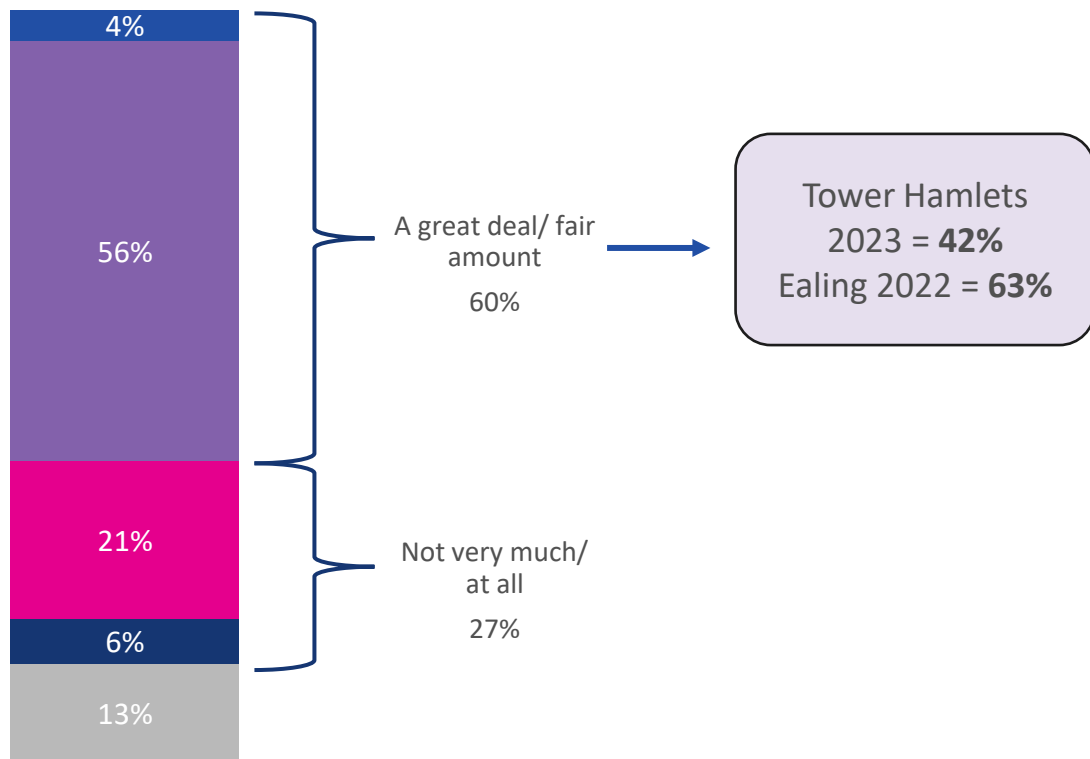 4%
56%
21%
6%
13%
A great deal/ fair
amount
60%
Not very much/
at all
27%
Tower Hamlets
2023 = 42%
Ealing 2022 = 63%